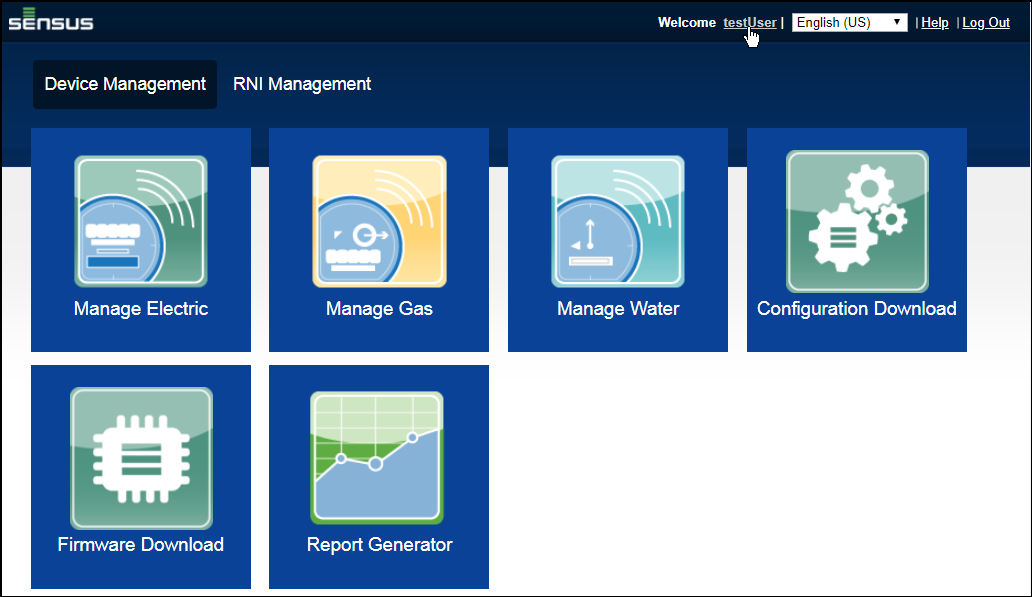 sensus
Welcome testUser | English (US) | Help | Log Out
Device Management RNI Management
Manage Electric Manage Gas Manage Water Configuration Download
Firmware Download Report Generator